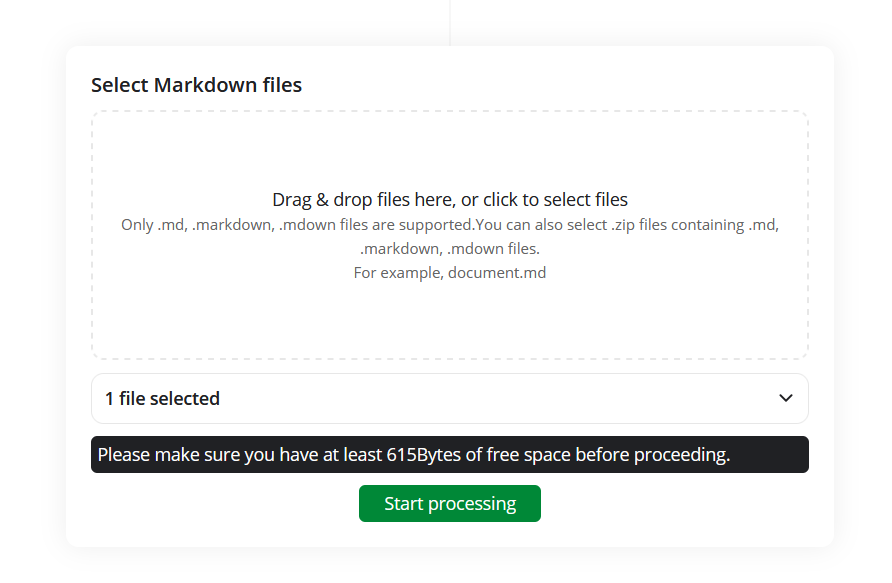 Select Markdown files
Drag & drop files here, or click to select files
Only .md, .markdown, .mdown files are supported.You can also select .zip files containing .md,
.markdown, .mdown files.
For example, document.md
1 file selected
Please make sure you have at least 615Bytes of free space before proceeding.
Start processing